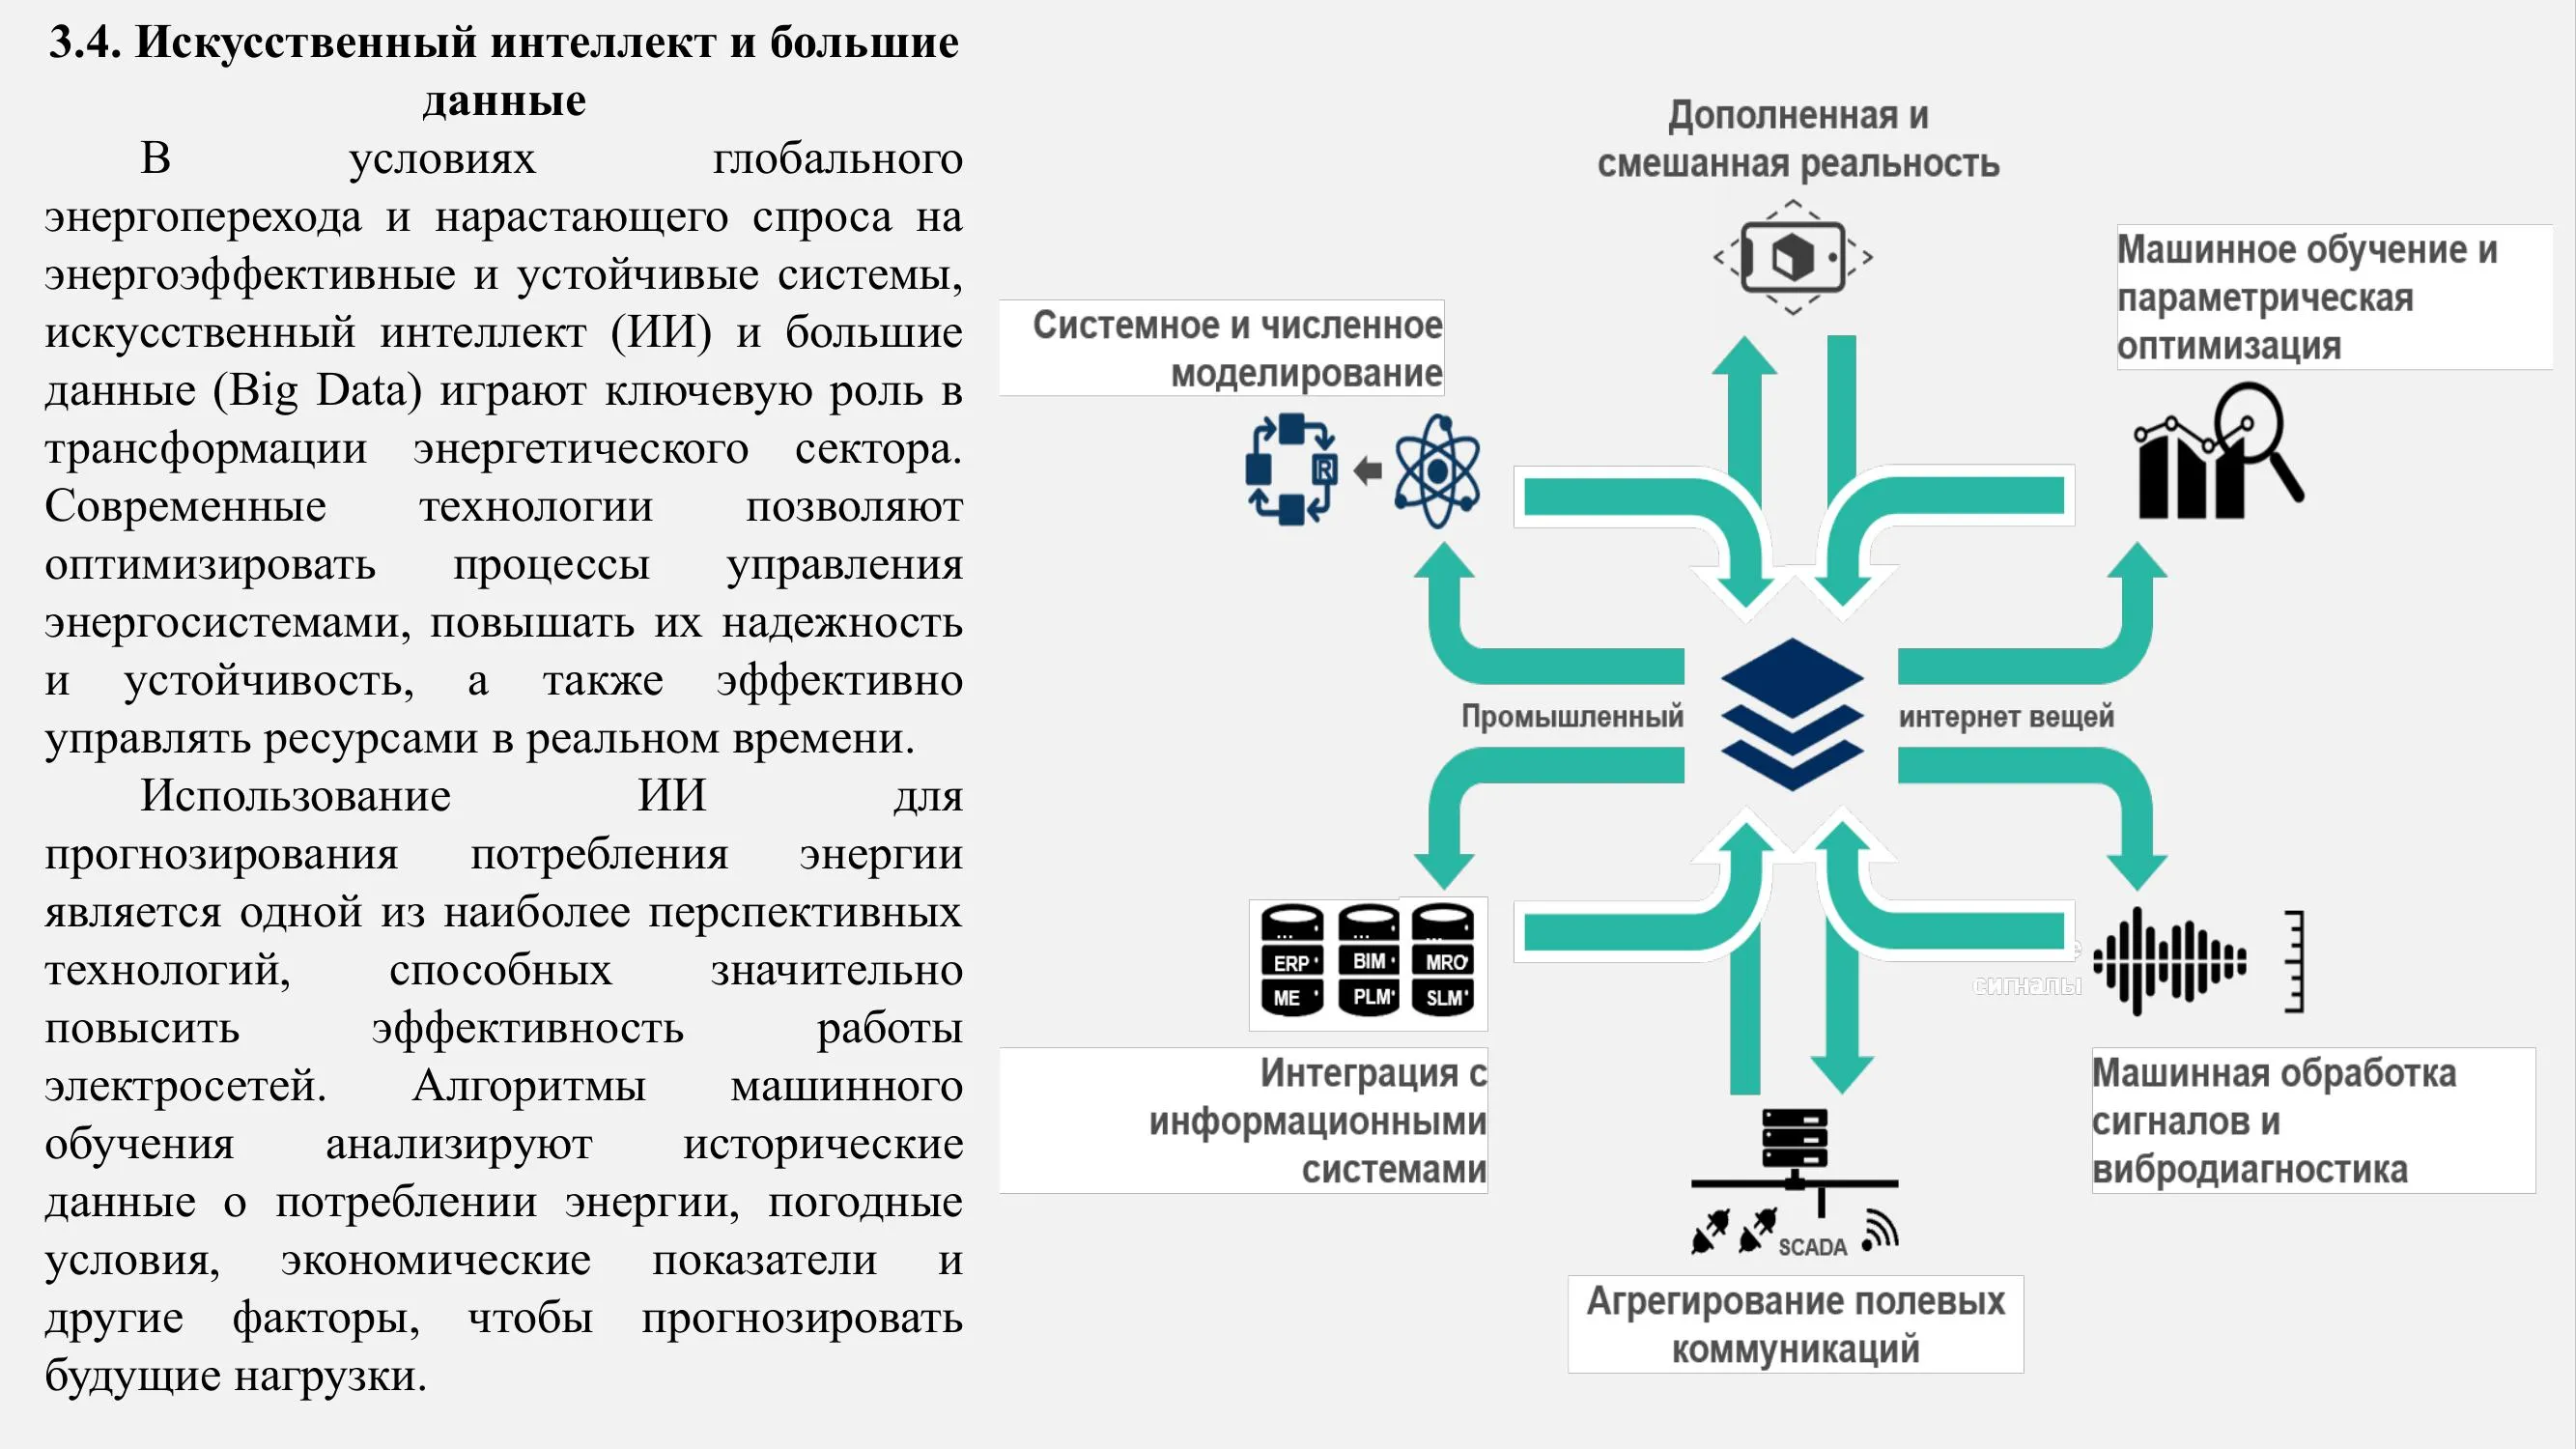 3.4. Искусственный интеллект и большие
данные
В условиях глобального
энергоперехода и нарастающего спроса на
энергоэффективные и устойчивые системы,
искусственный интеллект (ИИ) и большие
данные (Big Data) играют ключевую роль в
трансформации энергетического сектора.
Современные технологии позволяют
оптимизировать процессы управления
энергосистемами, повышать их надежность
и устойчивость, а также эффективно
управлять ресурсами в реальном времени.
Использование ИИ для
прогнозирования потребления энергии
является одной из наиболее перспективных
технологий, способных значительно
повысить эффективность работы
электросетей. Алгоритмы машинного
обучения анализируют исторические
данные о потреблении энергии, погодные
условия, экономические показатели и
другие факторы, чтобы прогнозировать
будущие нагрузки.
Дополненная и
смешанная реальность
Системное и численное
моделирование
R
Машинное обучение и
параметрическая
оптимизация
Промышленный интернет вещей
ERP BIM MRO
ME PLM SLM
сигналы
Интеграция с
информационными
системами
Машинная обработка
сигналов и
вибродиагностика
SCADA
Агрегирование полевых
коммуникаций